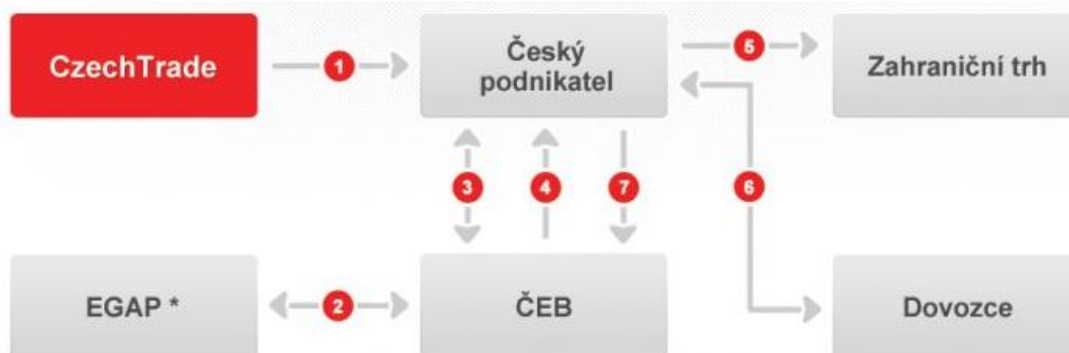 CzechTrade
1
Český
podnikatel
5
Zahraniční trh
3
4
7
6
EGAP *
2
ČEB
Dovozce